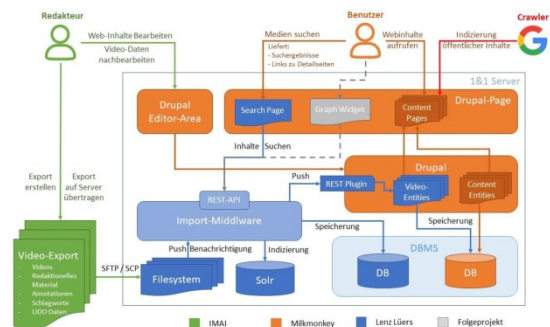 Redakteur
Benutzer
Crawler
Web-Inhalte Bearbeiten
Video-Daten
nachbearbeiten
Medien suchen
Liefert:
- Suchergebnisse
- Links zu Detailseiten
Webinhalte
aufrufen
Indizierung
öffentlicher Inhalte
1&1 Server
Drupal
Editor-Area
Search Page
Graph Widget
Content
Pages
Drupal-Page
Inhalte Suchen
Export
erstellen
Export
auf Server
übertragen
REST-API
Import-Middlware
Push
REST Plugin
Drupal
Video-
Entities
Content
Entities
Speicherung
Speicherung
Push Benachrichtigung
Indizierung
DBMS
Video-Export
- Videos
- Redaktionelles
Material
- Annotationen
- Schlagworte
- LIDO Daten
SFTP / SCP
Filesystem
Solr
DB
DB
IMAI
Milkmonkey
Lenz Lüers
Folgeprojekt